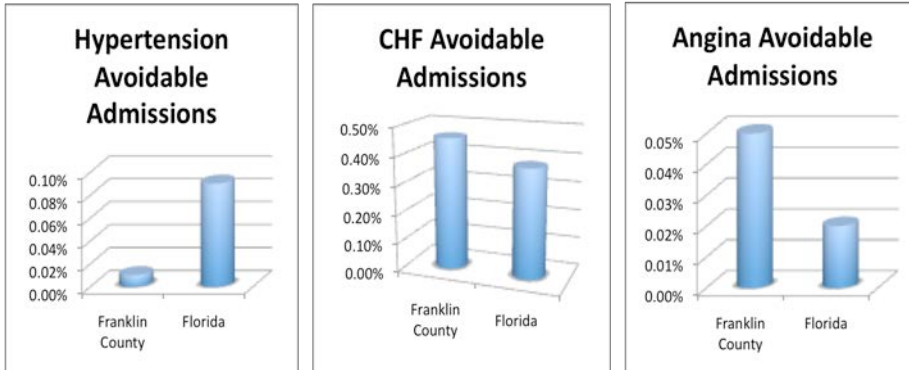 Hypertension
Avoidable
Admissions
0.10%
0.08%
0.06%
0.04%
0.02%
0.00%
Franklin
County
Florida
CHF Avoidable
Admissions
0.50%
0.40%
0.30%
0.20%
0.10%
0.00%
Franklin
County
Florida
Angina Avoidable
Admissions
0.05%
0.04%
0.03%
0.02%
0.01%
0.00%
Franklin
County
Florida